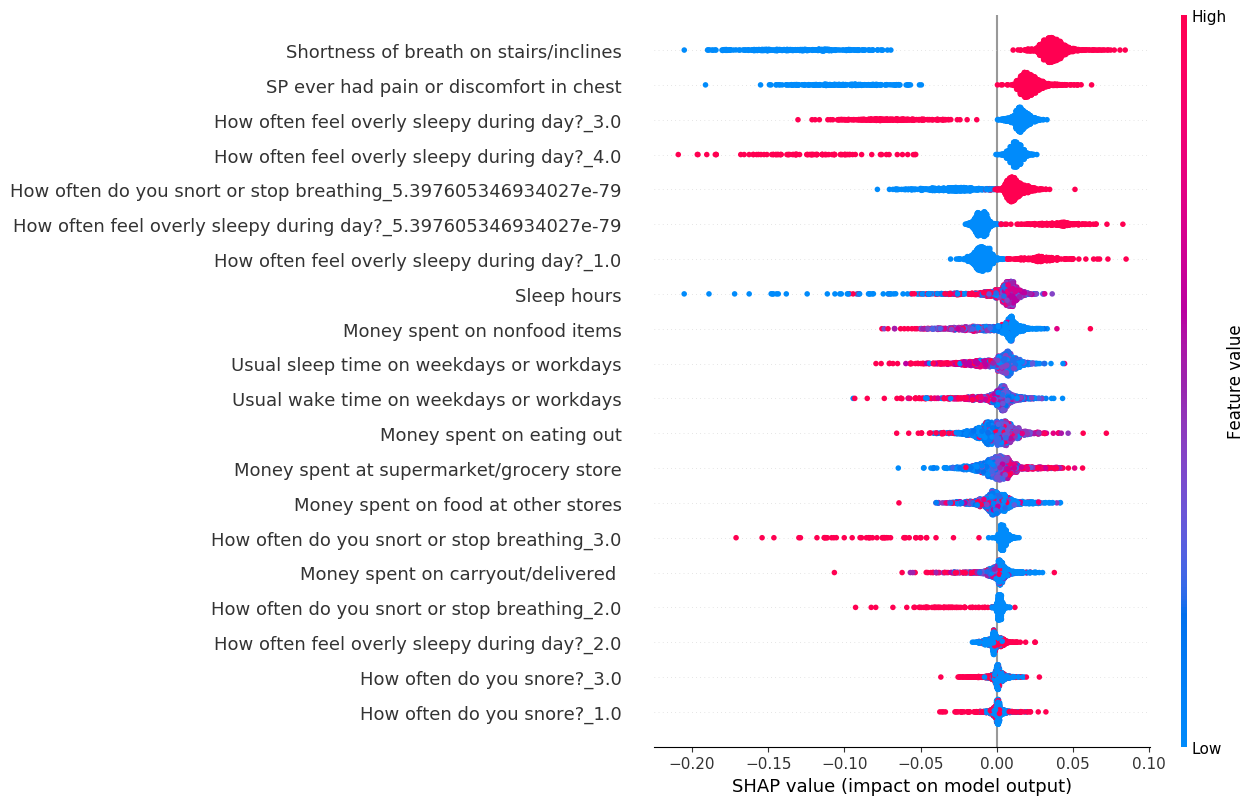 High
Shortness of breath on stairs/inclines
SP ever had pain or discomfort in chest
How often feel overly sleepy during day?_3.0
How often feel overly sleepy during day?_4.0
How often do you snort or stop breathing_5.397605346934027e-79
How often feel overly sleepy during day?_5.397605346934027e-79
How often feel overly sleepy during day?_1.0
Sleep hours
Money spent on nonfood items
Usual sleep time on weekdays or workdays
Usual wake time on weekdays or workdays
Money spent on eating out
Money spent at supermarket/grocery store
Money spent on food at other stores
How often do you snort or stop breathing_3.0
Money spent on carryout/delivered
How often do you snort or stop breathing_2.0
How often feel overly sleepy during day?_2.0
How often do you snore?_3.0
How often do you snore?_1.0
Feature value
Low
−0.20 −0.15 −0.10 −0.05 0.00 0.05 0.10
SHAP value (impact on model output)